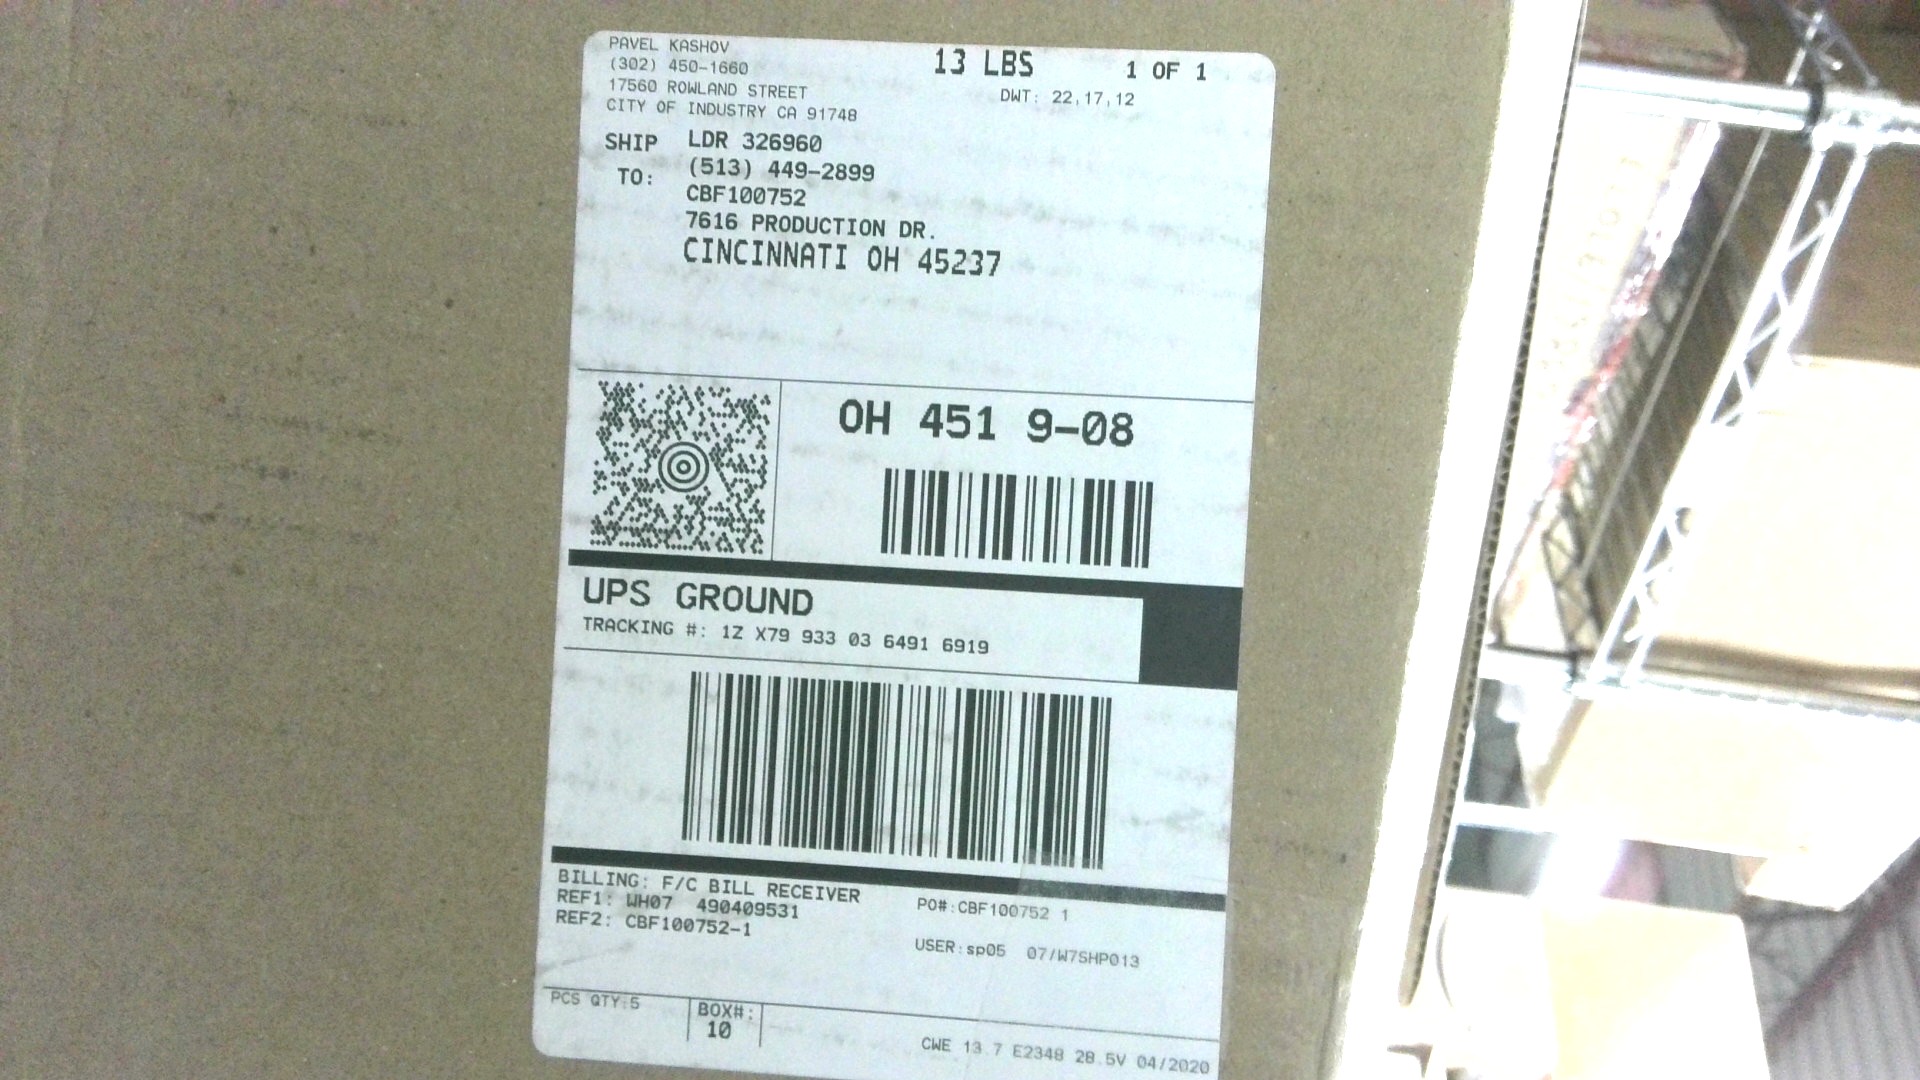 PAVEL KASHOV
(302) 450-1660
17560 ROWLAND STREET
CITY OF INDUSTRY CA 91748
13 LBS
1 OF 1
DWT: 22,17,12
SHIP TO:
LDR 326960
(513) 449-2899
CBF100752
7616 PRODUCTION DR.
CINCINNATI OH 45237
OH 451 9-08
UPS GROUND
TRACKING #: 1Z X79 933 03 6491 6919
BILLING: F/C BILL RECEIVER
REF1: WH07 490409531
REF2: CBF100752-1
PO#:CBF100752 1
USER:sp05 07/W7SHP013
PCS QTY:5
BOX#:
10
CWE 13.7 E2348 28.5V 04/2020